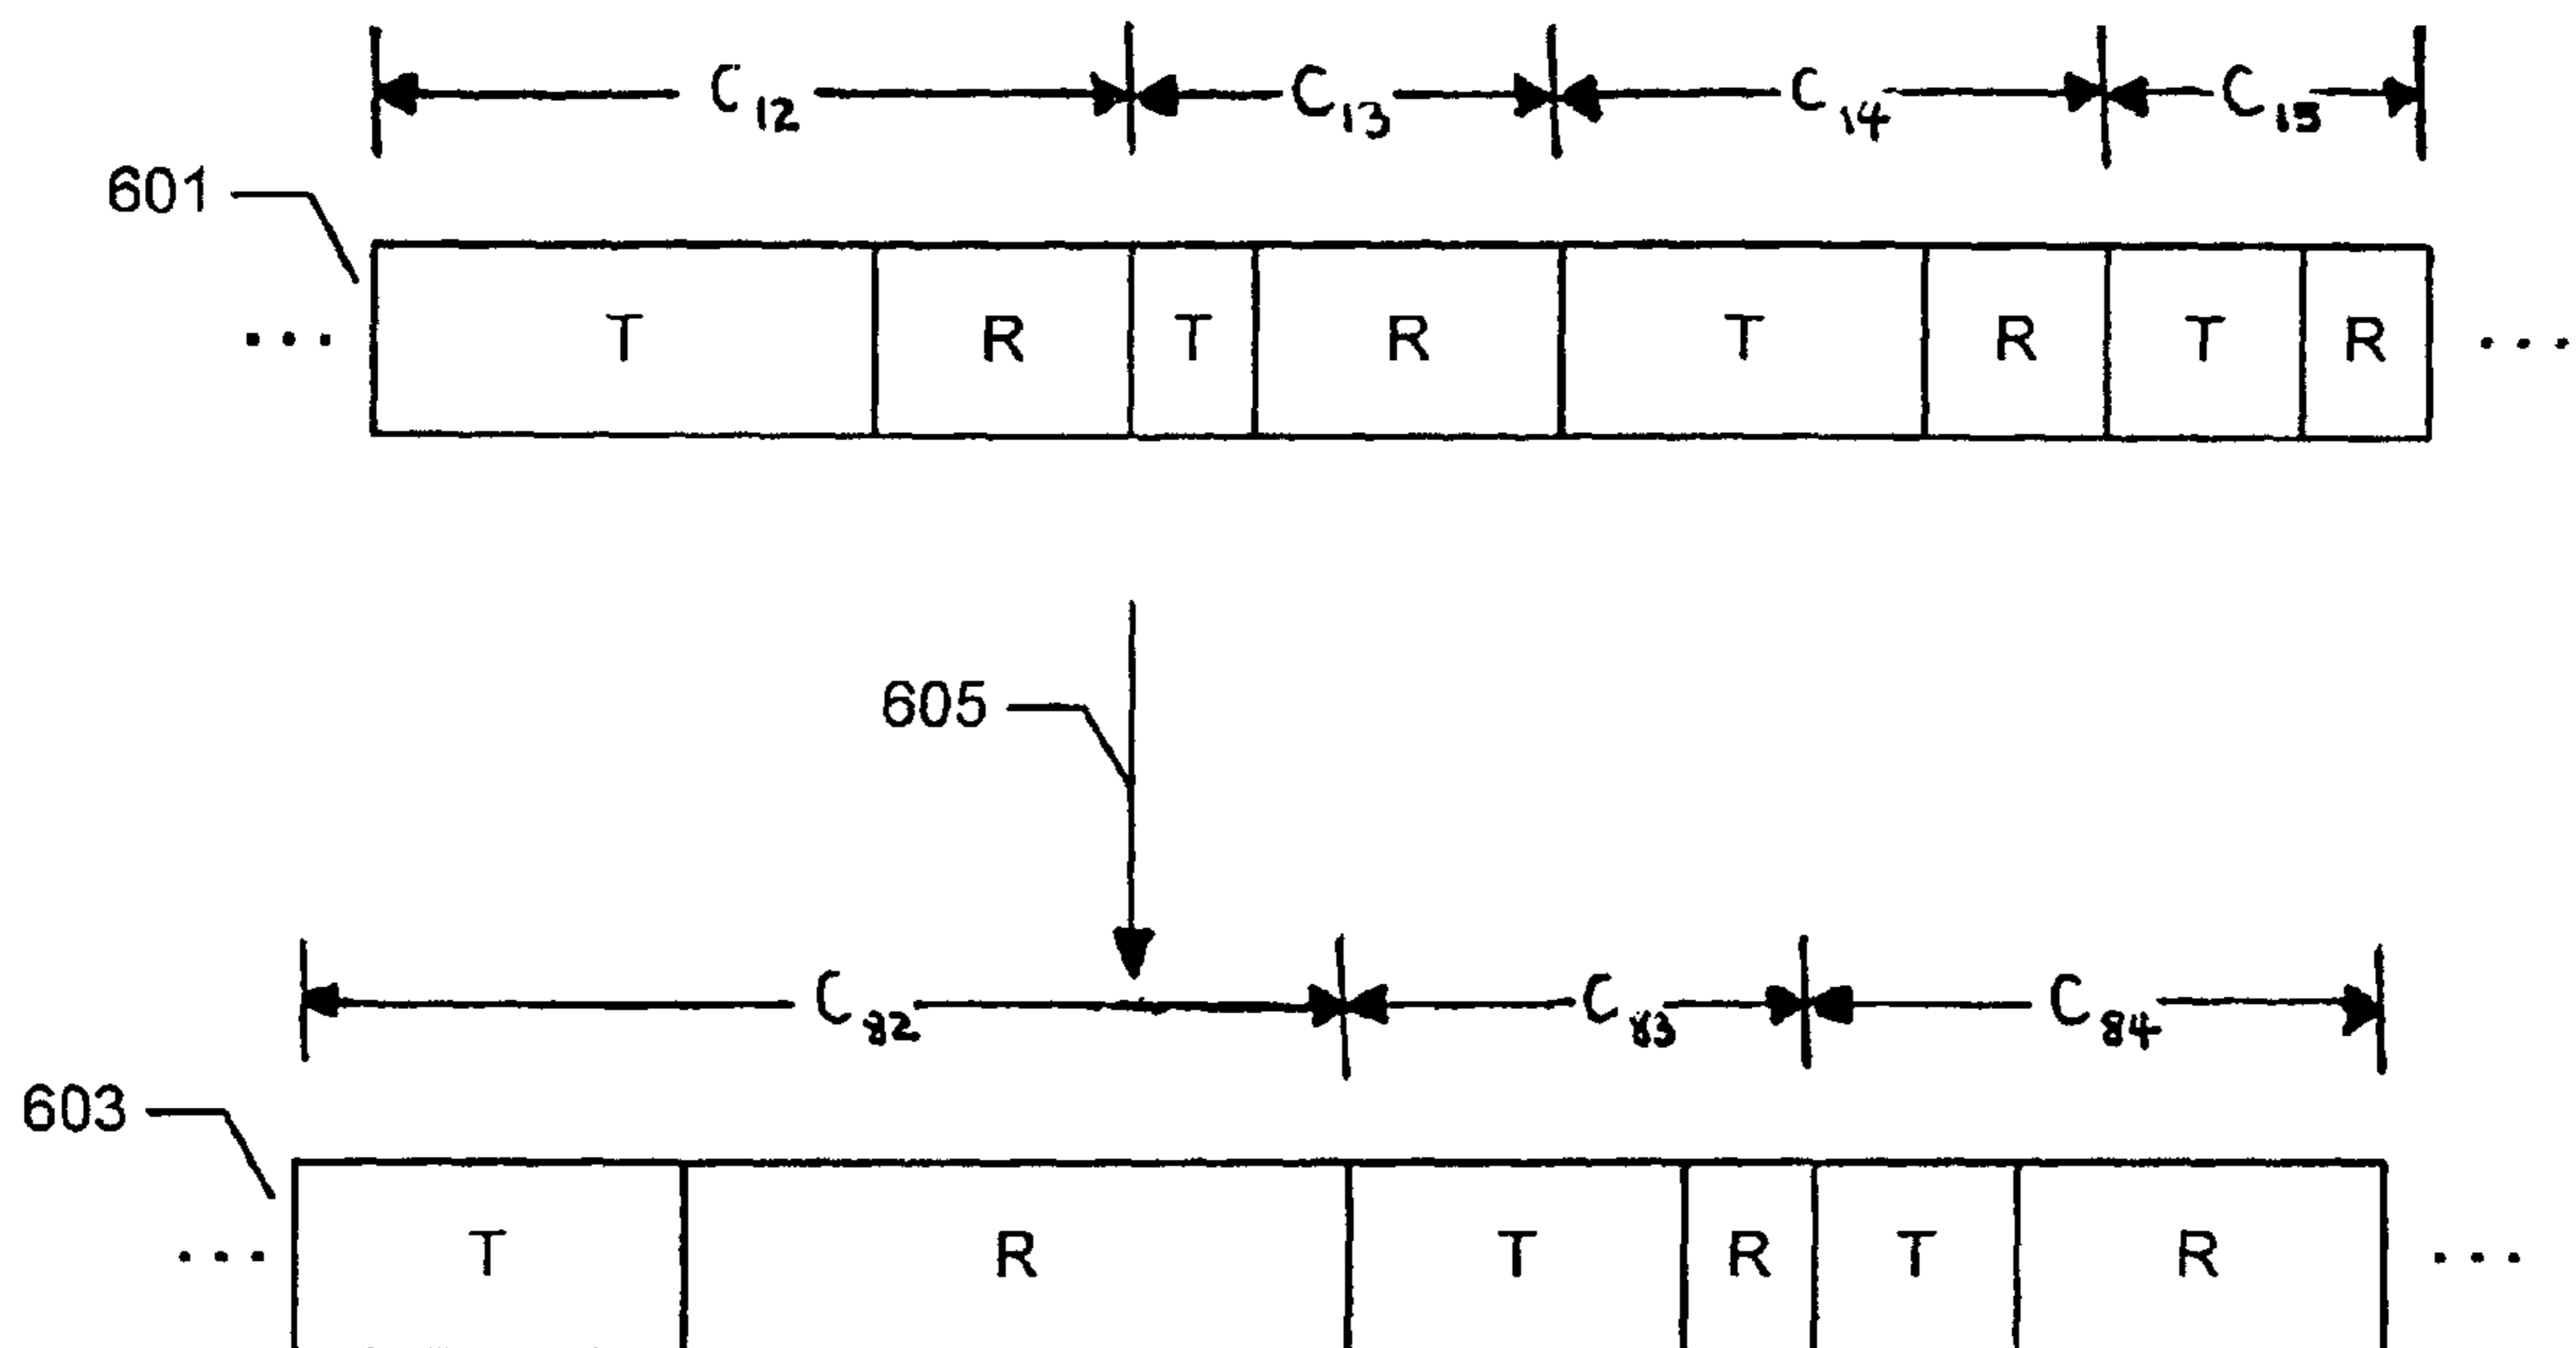 C12 C13 C14 C15
601
... T R T R T R T R ...
605
C82 C83 C84
603
... T R T R T R ...